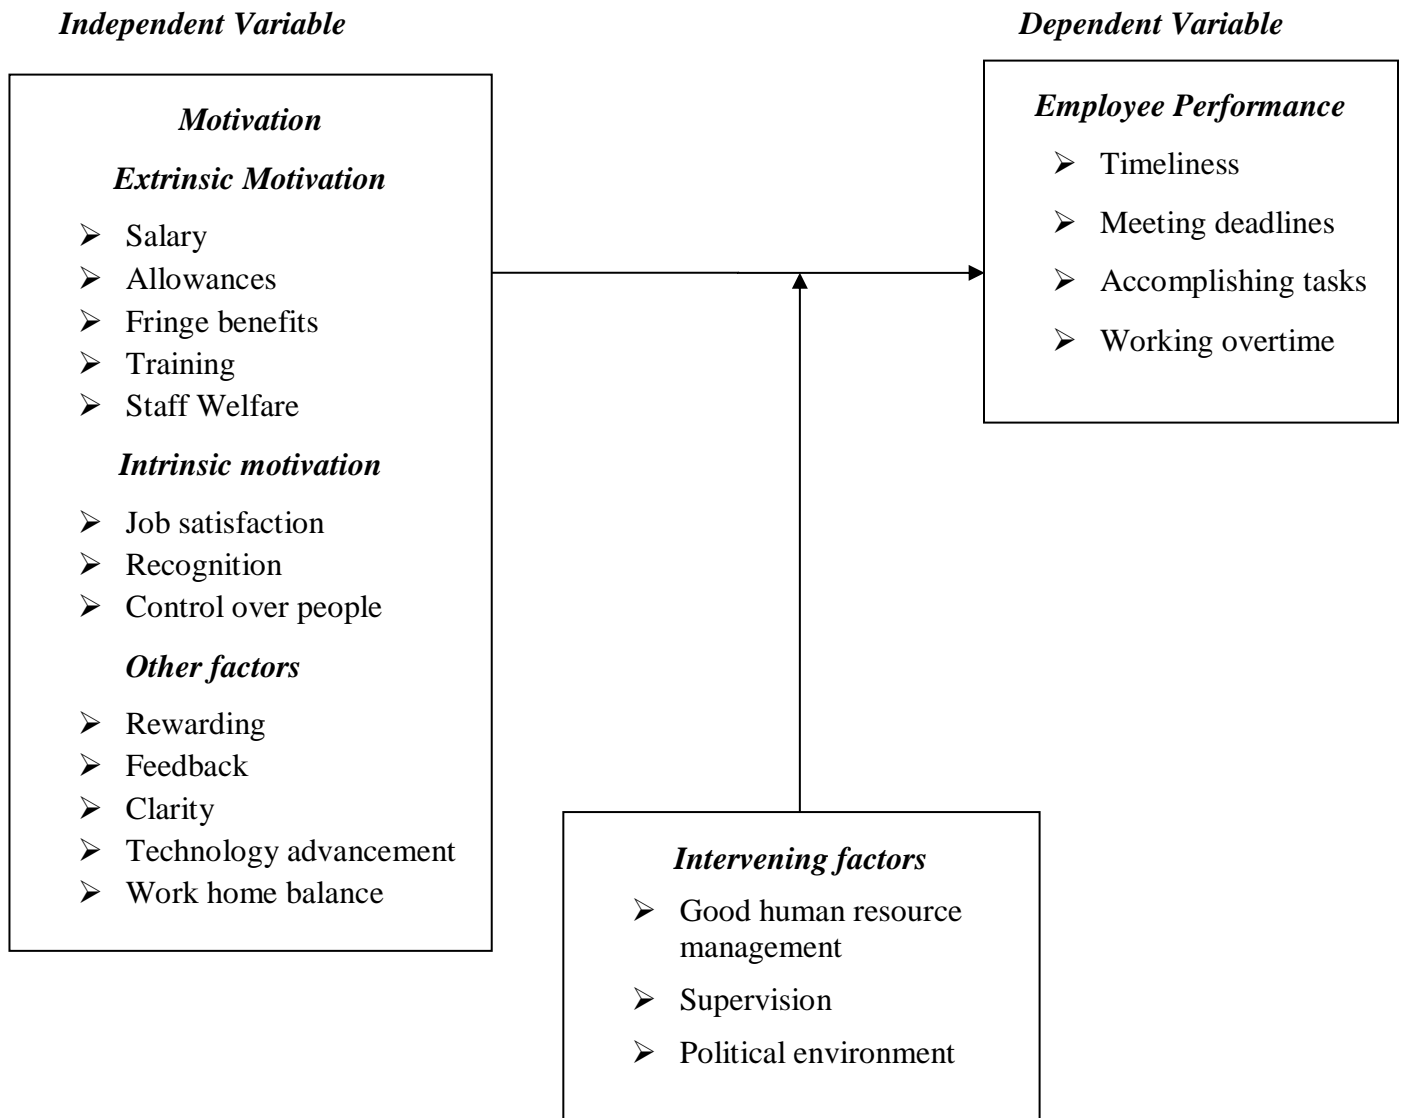 Independent Variable
Dependent Variable
Motivation
Extrinsic Motivation
➢ Salary
➢ Allowances
➢ Fringe benefits
➢ Training
➢ Staff Welfare
Intrinsic motivation
➢ Job satisfaction
➢ Recognition
➢ Control over people
Other factors
➢ Rewarding
➢ Feedback
➢ Clarity
➢ Technology advancement
➢ Work home balance
Employee Performance
➢ Timeliness
➢ Meeting deadlines
➢ Accomplishing tasks
➢ Working overtime
Intervening factors
➢ Good human resource
management
➢ Supervision
➢ Political environment